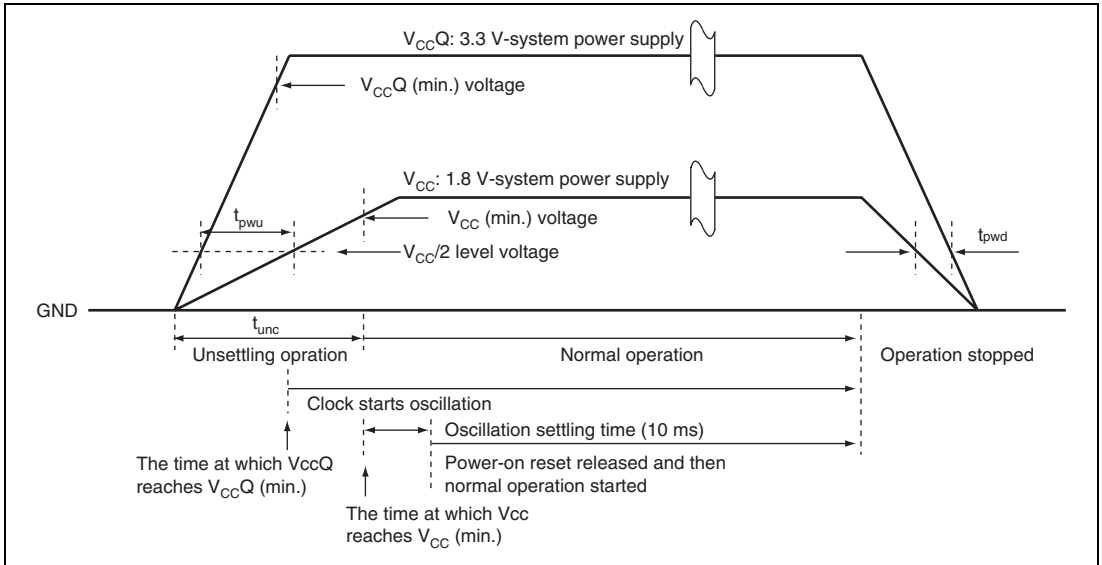 VCCQ: 3.3 V-system power supply
VCCQ (min.) voltage
VCC: 1.8 V-system power supply
tpwu
VCC (min.) voltage
VCC/2 level voltage
tpwd
GND
tunc
Unsettling opration
Normal operation
Operation stopped
Clock starts oscillation
Oscillation settling time (10 ms)
The time at which VccQ
reaches VCCQ (min.)
Power-on reset released and then
normal operation started
The time at which Vcc
reaches VCC (min.)